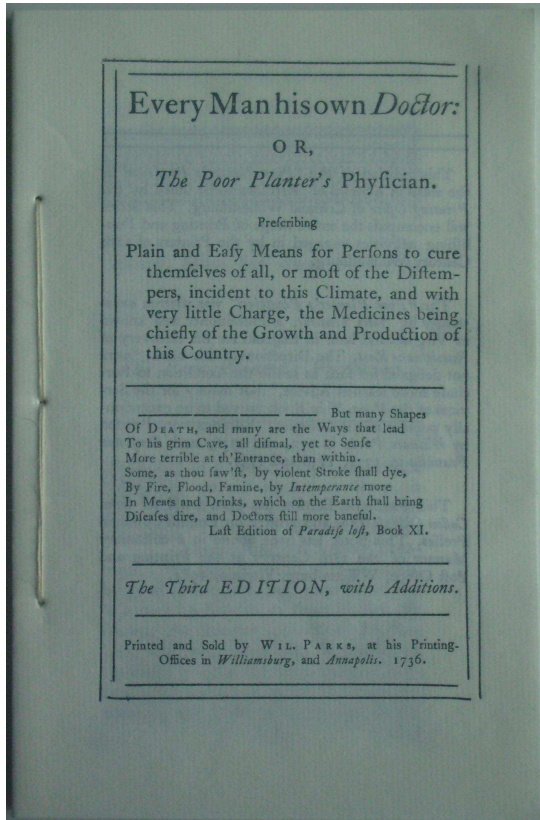 Every Man his own Doctor:
OR,
The Poor Planter's Phyſician.
Preſcribing
Plain and Eaſy Means for Perſons to cure
themſelves of all, or moſt of the Diſtem-
pers, incident to this Climate, and with
very little Charge, the Medicines being
chiefly of the Growth and Production of
this Country.
But many Shapes
Of DEATH, and many are the Ways that lead
To his grim Cave, all diſmal, yet to Senſe
More terrible at th'Entrance, than within.
Some, as thou ſaw'ſt, by violent Stroke ſhall dye,
By Fire, Flood, Famine, by Intemperance more
In Meats and Drinks, which on the Earth ſhall bring
Diſeaſes dire, and Doctors ſtill more baneful.
Laſt Edition of Paradiſe loſt, Book XI.
The Third EDITION, with Additions.
Printed and Sold by WIL. PARKS, at his Printing-
Offices in Williamsburg, and Annapolis. 1736.